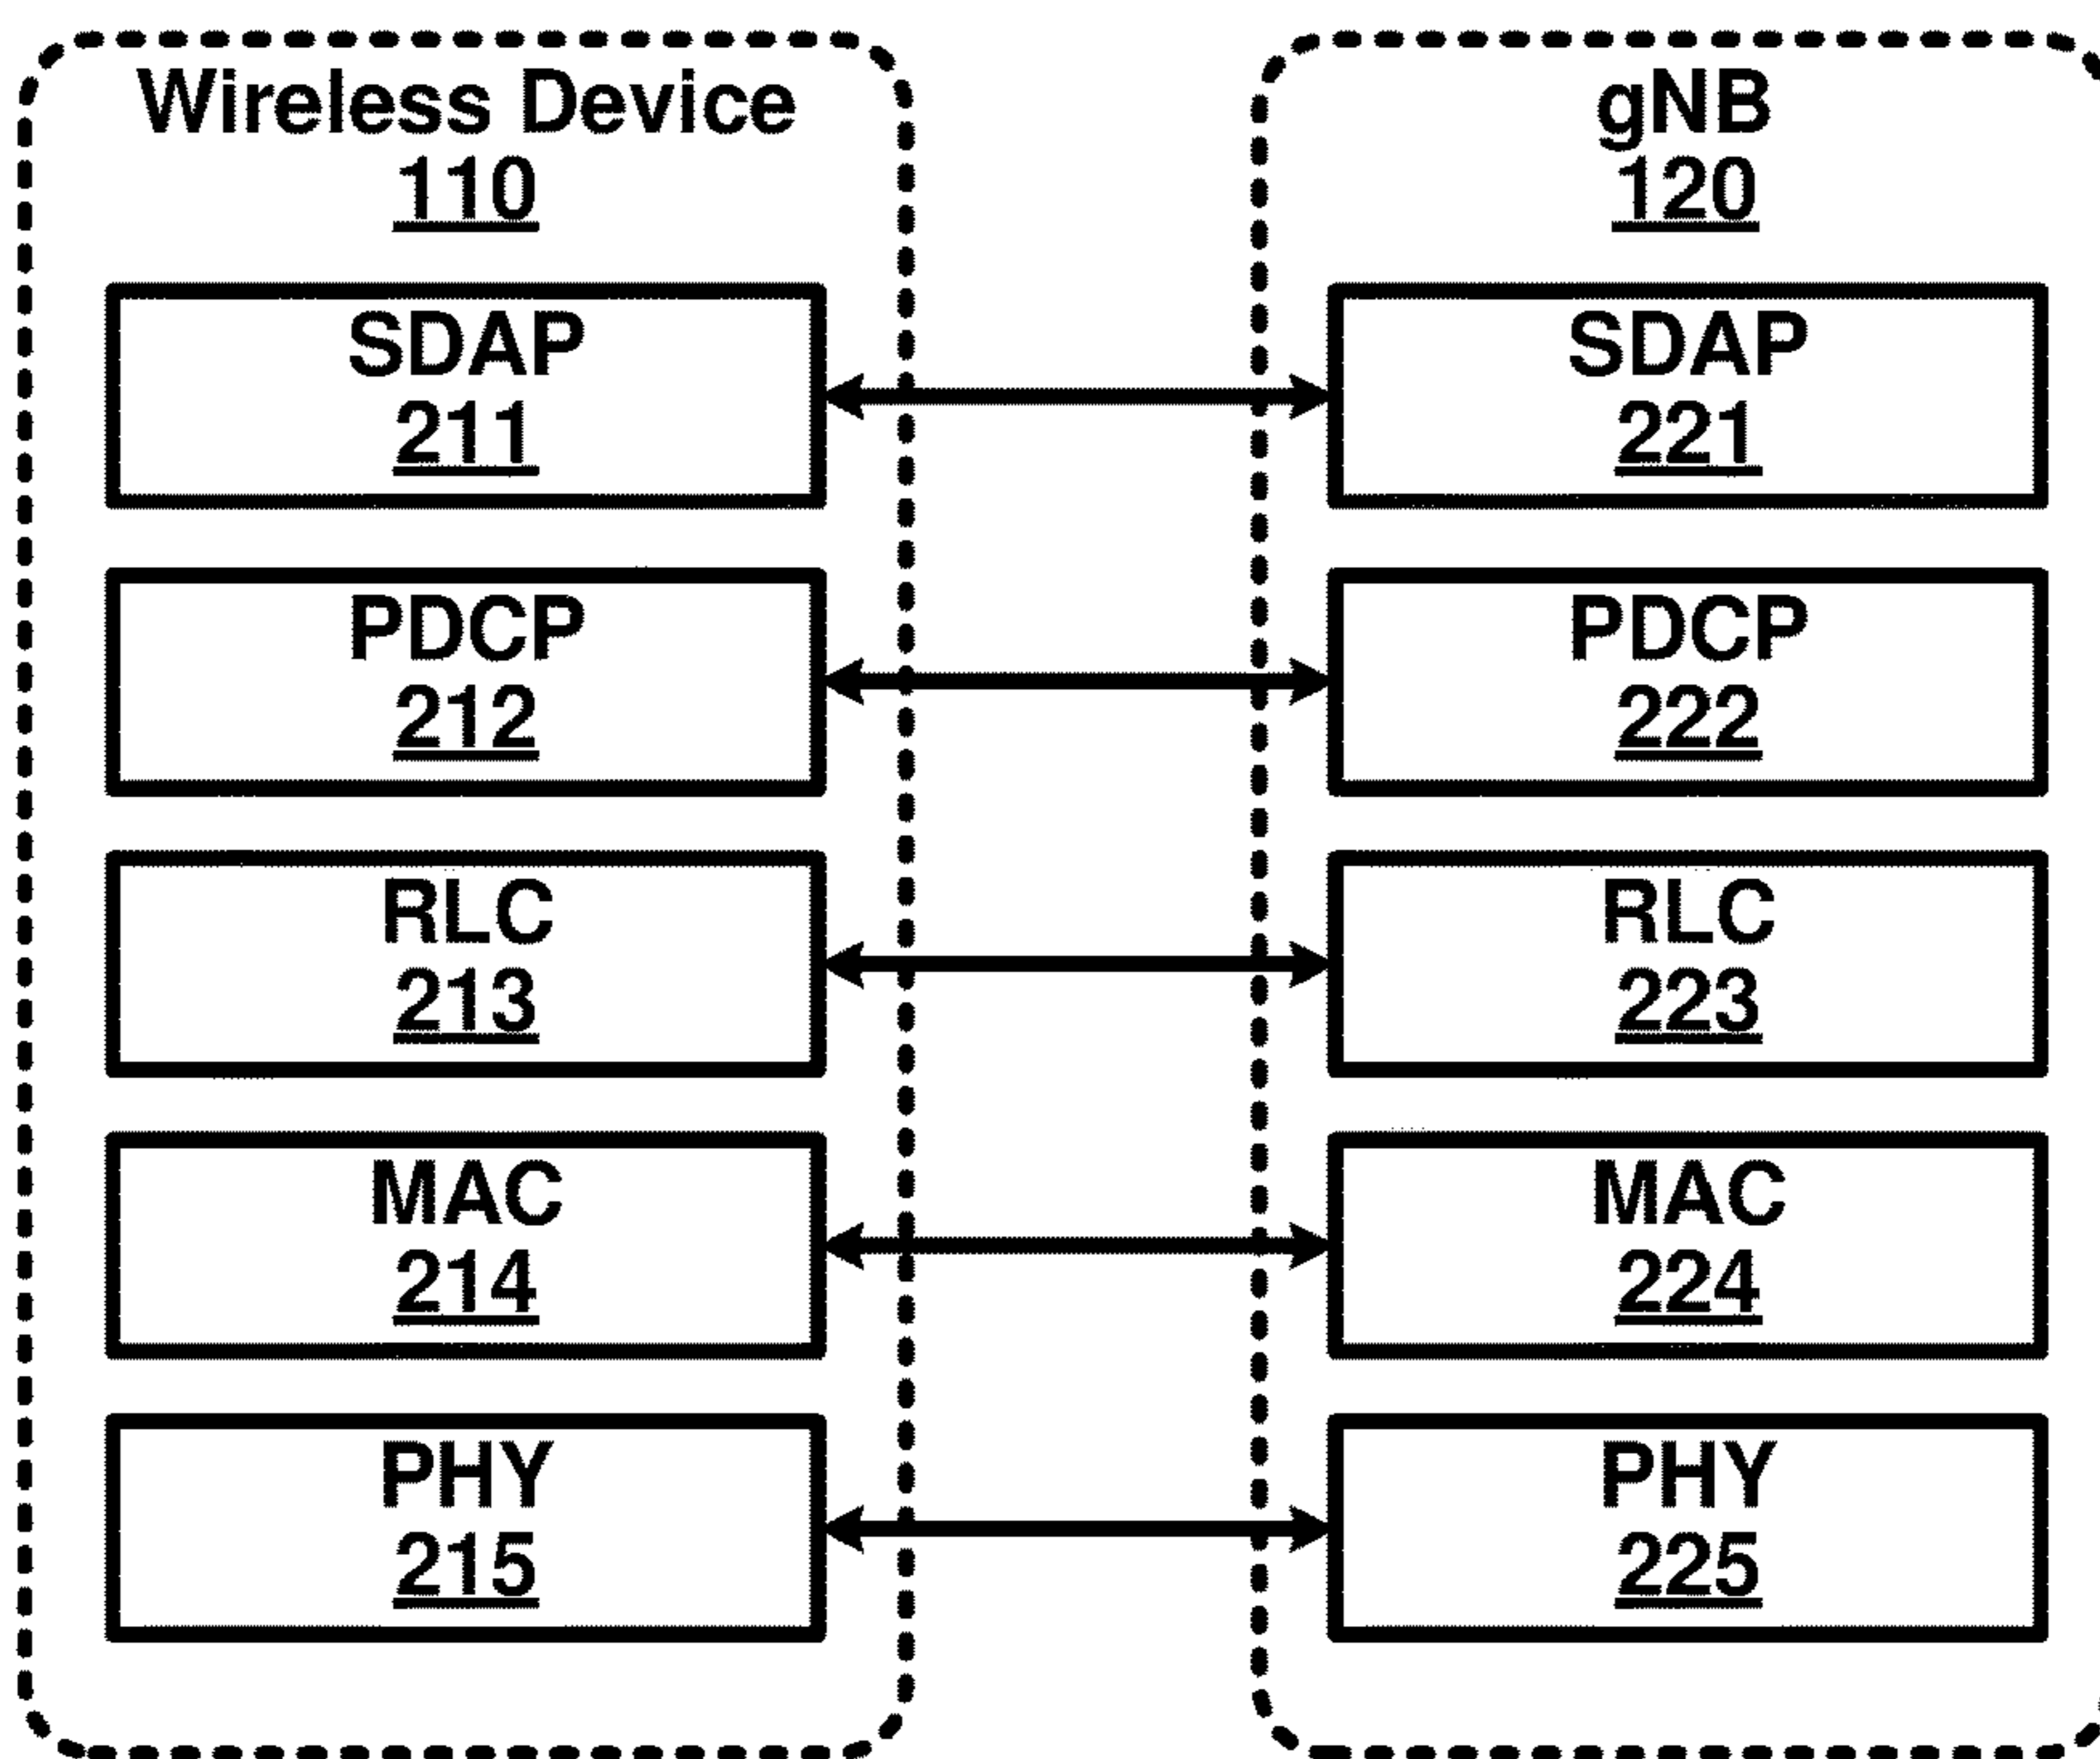 Wireless Device
110
SDAP
211
PDCP
212
RLC
213
MAC
214
PHY
215
gNB
120
SDAP
221
PDCP
222
RLC
223
MAC
224
PHY
225